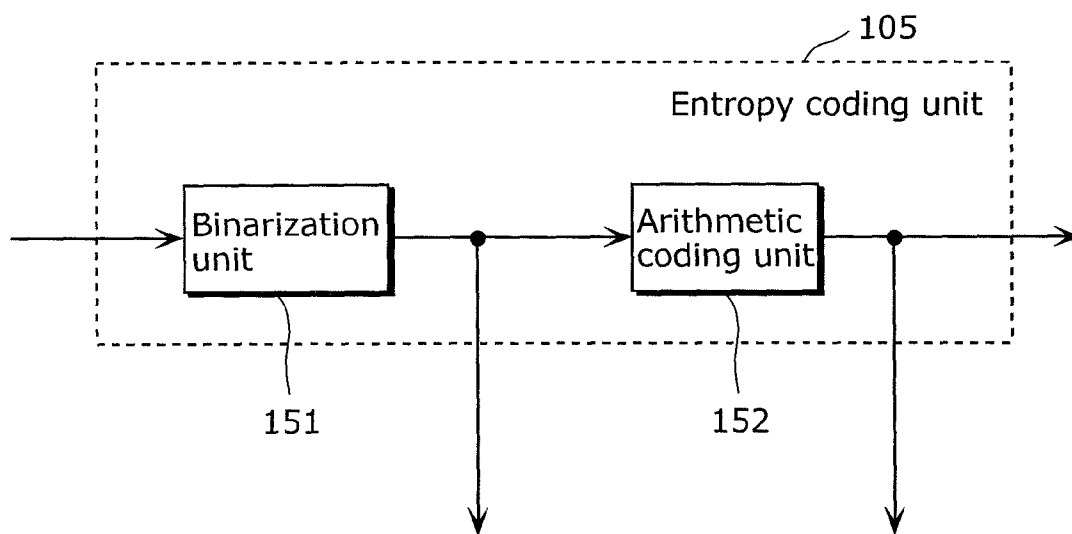 105
Entropy coding unit
Binarization
unit
Arithmetic
coding unit
151
152